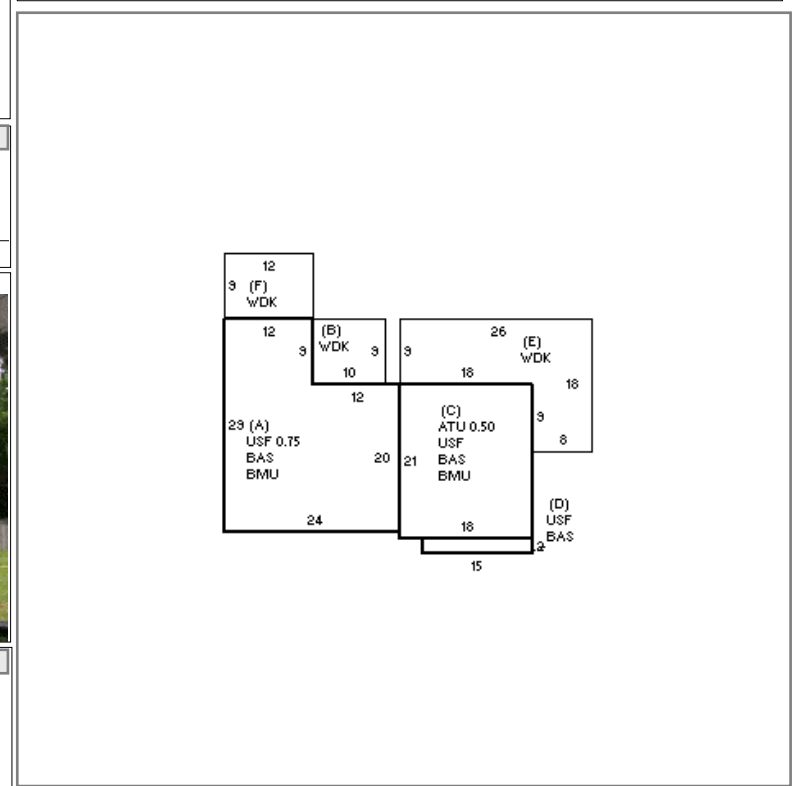 12
9 (F)
WDK
12
9
(B)
WDK
9
10
12
9
26
(E)
WDK
18
18
9
8
29 (A)
USF 0.75
BAS
BMU
20
24
(C)
ATU 0.50
USF
BAS
BMU
21
18
(D)
USF
BAS
2
15